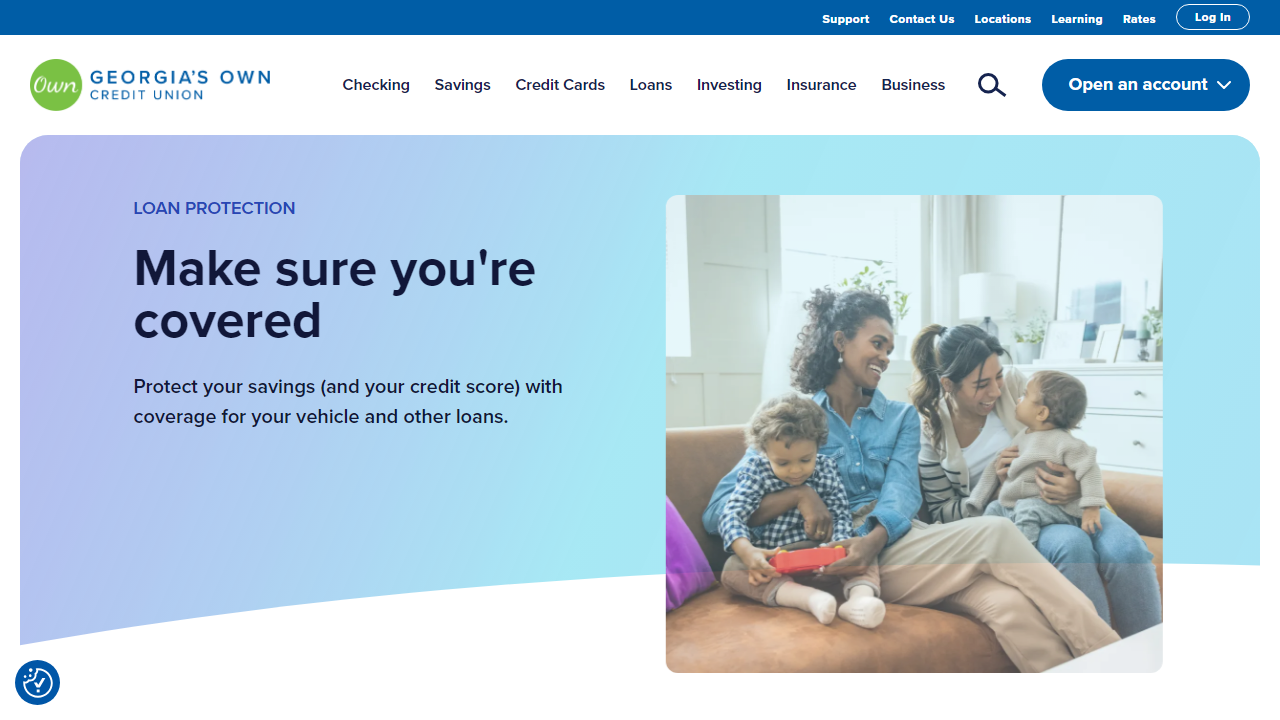 Support Contact Us Locations Learning Rates Log In
Own GEORGIA'S OWN
CREDIT UNION
Checking Savings Credit Cards Loans Investing Insurance Business Open an account
LOAN PROTECTION
Make sure you're
covered
Protect your savings (and your credit score) with
coverage for your vehicle and other loans.